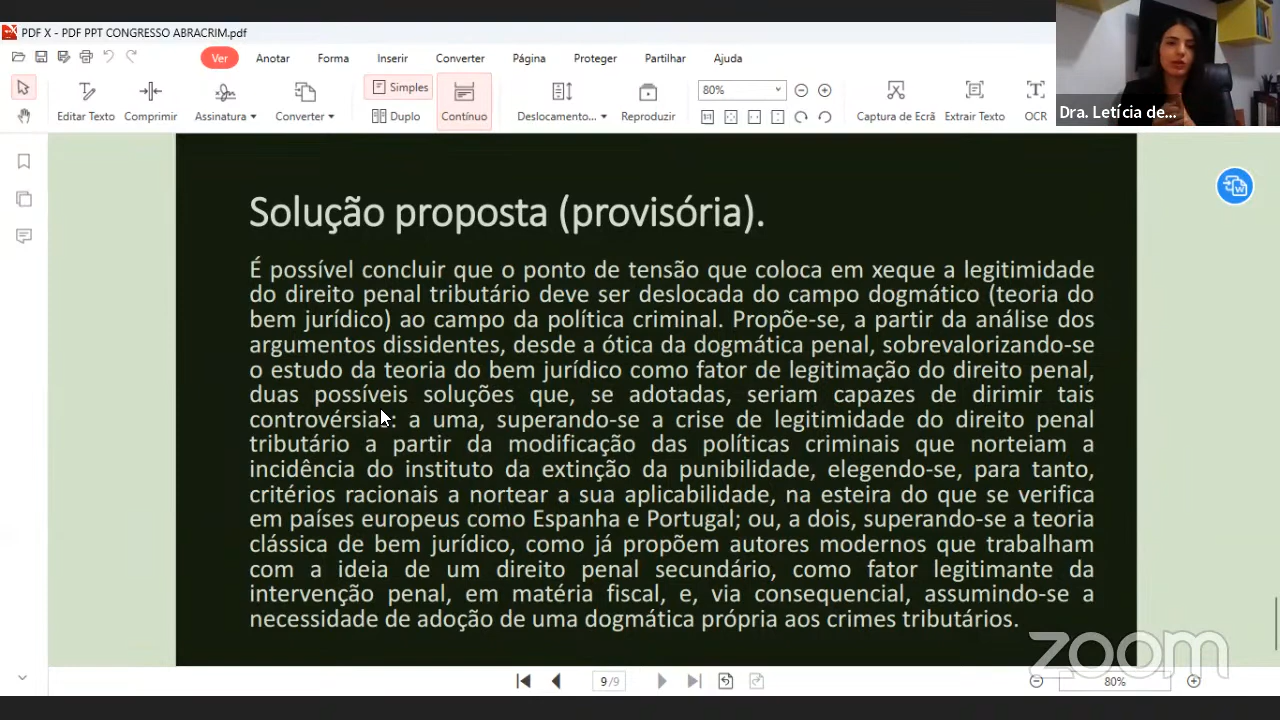 PDF X - PDF PPT CONGRESSO ABRACRIM.pdf
Ver
Anotar
Forma
Inserir
Converter
Página
Proteger
Partilhar
Ajuda
Editar Texto
Comprimir
Assinatura
Converter
Simples
Duplo
Contínuo
Deslocamento...
Reproduzir
80%
Captura de Ecrã
Extrair Texto
OCR
Dra. Letícia de...
Solução proposta (provisória).
É possível concluir que o ponto de tensão que coloca em xeque a legitimidade
do direito penal tributário deve ser deslocada do campo dogmático (teoria do
bem jurídico) ao campo da política criminal. Propõe-se, a partir da análise dos
argumentos dissidentes, desde a ótica da dogmática penal, sobrevalorizando-se
o estudo da teoria do bem jurídico como fator de legitimação do direito penal,
duas possíveis soluções que, se adotadas, seriam capazes de dirimir tais
controvérsias: a uma, superando-se a crise de legitimidade do direito penal
tributário a partir da modificação das políticas criminais que norteiam a
incidência do instituto da extinção da punibilidade, elegendo-se, para tanto,
critérios racionais a nortear a sua aplicabilidade, na esteira do que se verifica
em países europeus como Espanha e Portugal; ou, a dois, superando-se a teoria
clássica de bem jurídico, como já propõem autores modernos que trabalham
com a ideia de um direito penal secundário, como fator legitimante da
intervenção penal, em matéria fiscal, e, via consequencial, assumindo-se a
necessidade de adoção de uma dogmática própria aos crimes tributários.
zoom
9/9
80%